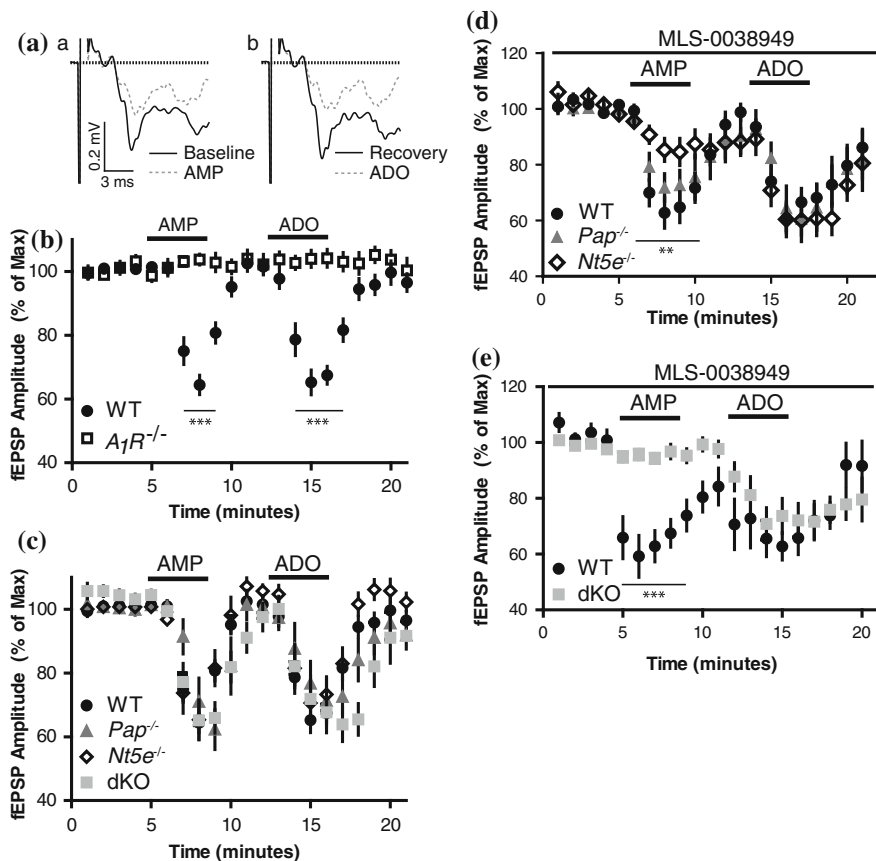 (a)
a
b
0.2 mV
3 ms
Baseline
AMP
Recovery
ADO
(b)
AMP
ADO
fEPSP Amplitude (% of Max)
120
100
80
60
40
***
***
WT
A1R-/-
0 5 10 15 20
Time (minutes)
(c)
AMP
ADO
fEPSP Amplitude (% of Max)
120
100
80
60
40
WT
Pap-/-
Nt5e-/-
dKO
0 5 10 15 20
Time (minutes)
(d)
MLS-0038949
AMP
ADO
fEPSP Amplitude (% of Max)
120
100
80
60
40
WT
Pap-/-
Nt5e-/-
**
0 5 10 15 20
Time (minutes)
(e)
MLS-0038949
AMP
ADO
fEPSP Amplitude (% of Max)
120
100
80
60
40
WT
dKO
***
0 5 10 15 20
Time (minutes)